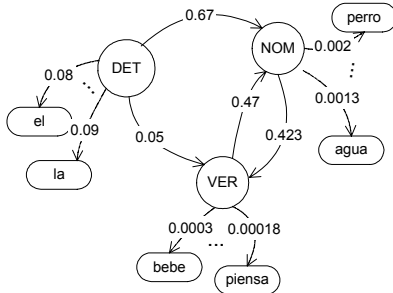 0.67
perro
NOM
0.002
DET
0.08
...
...
0.0013
el
0.09
0.47
0.05
0.423
agua
la
VER
0.0003
...
0.00018
bebe
piensa